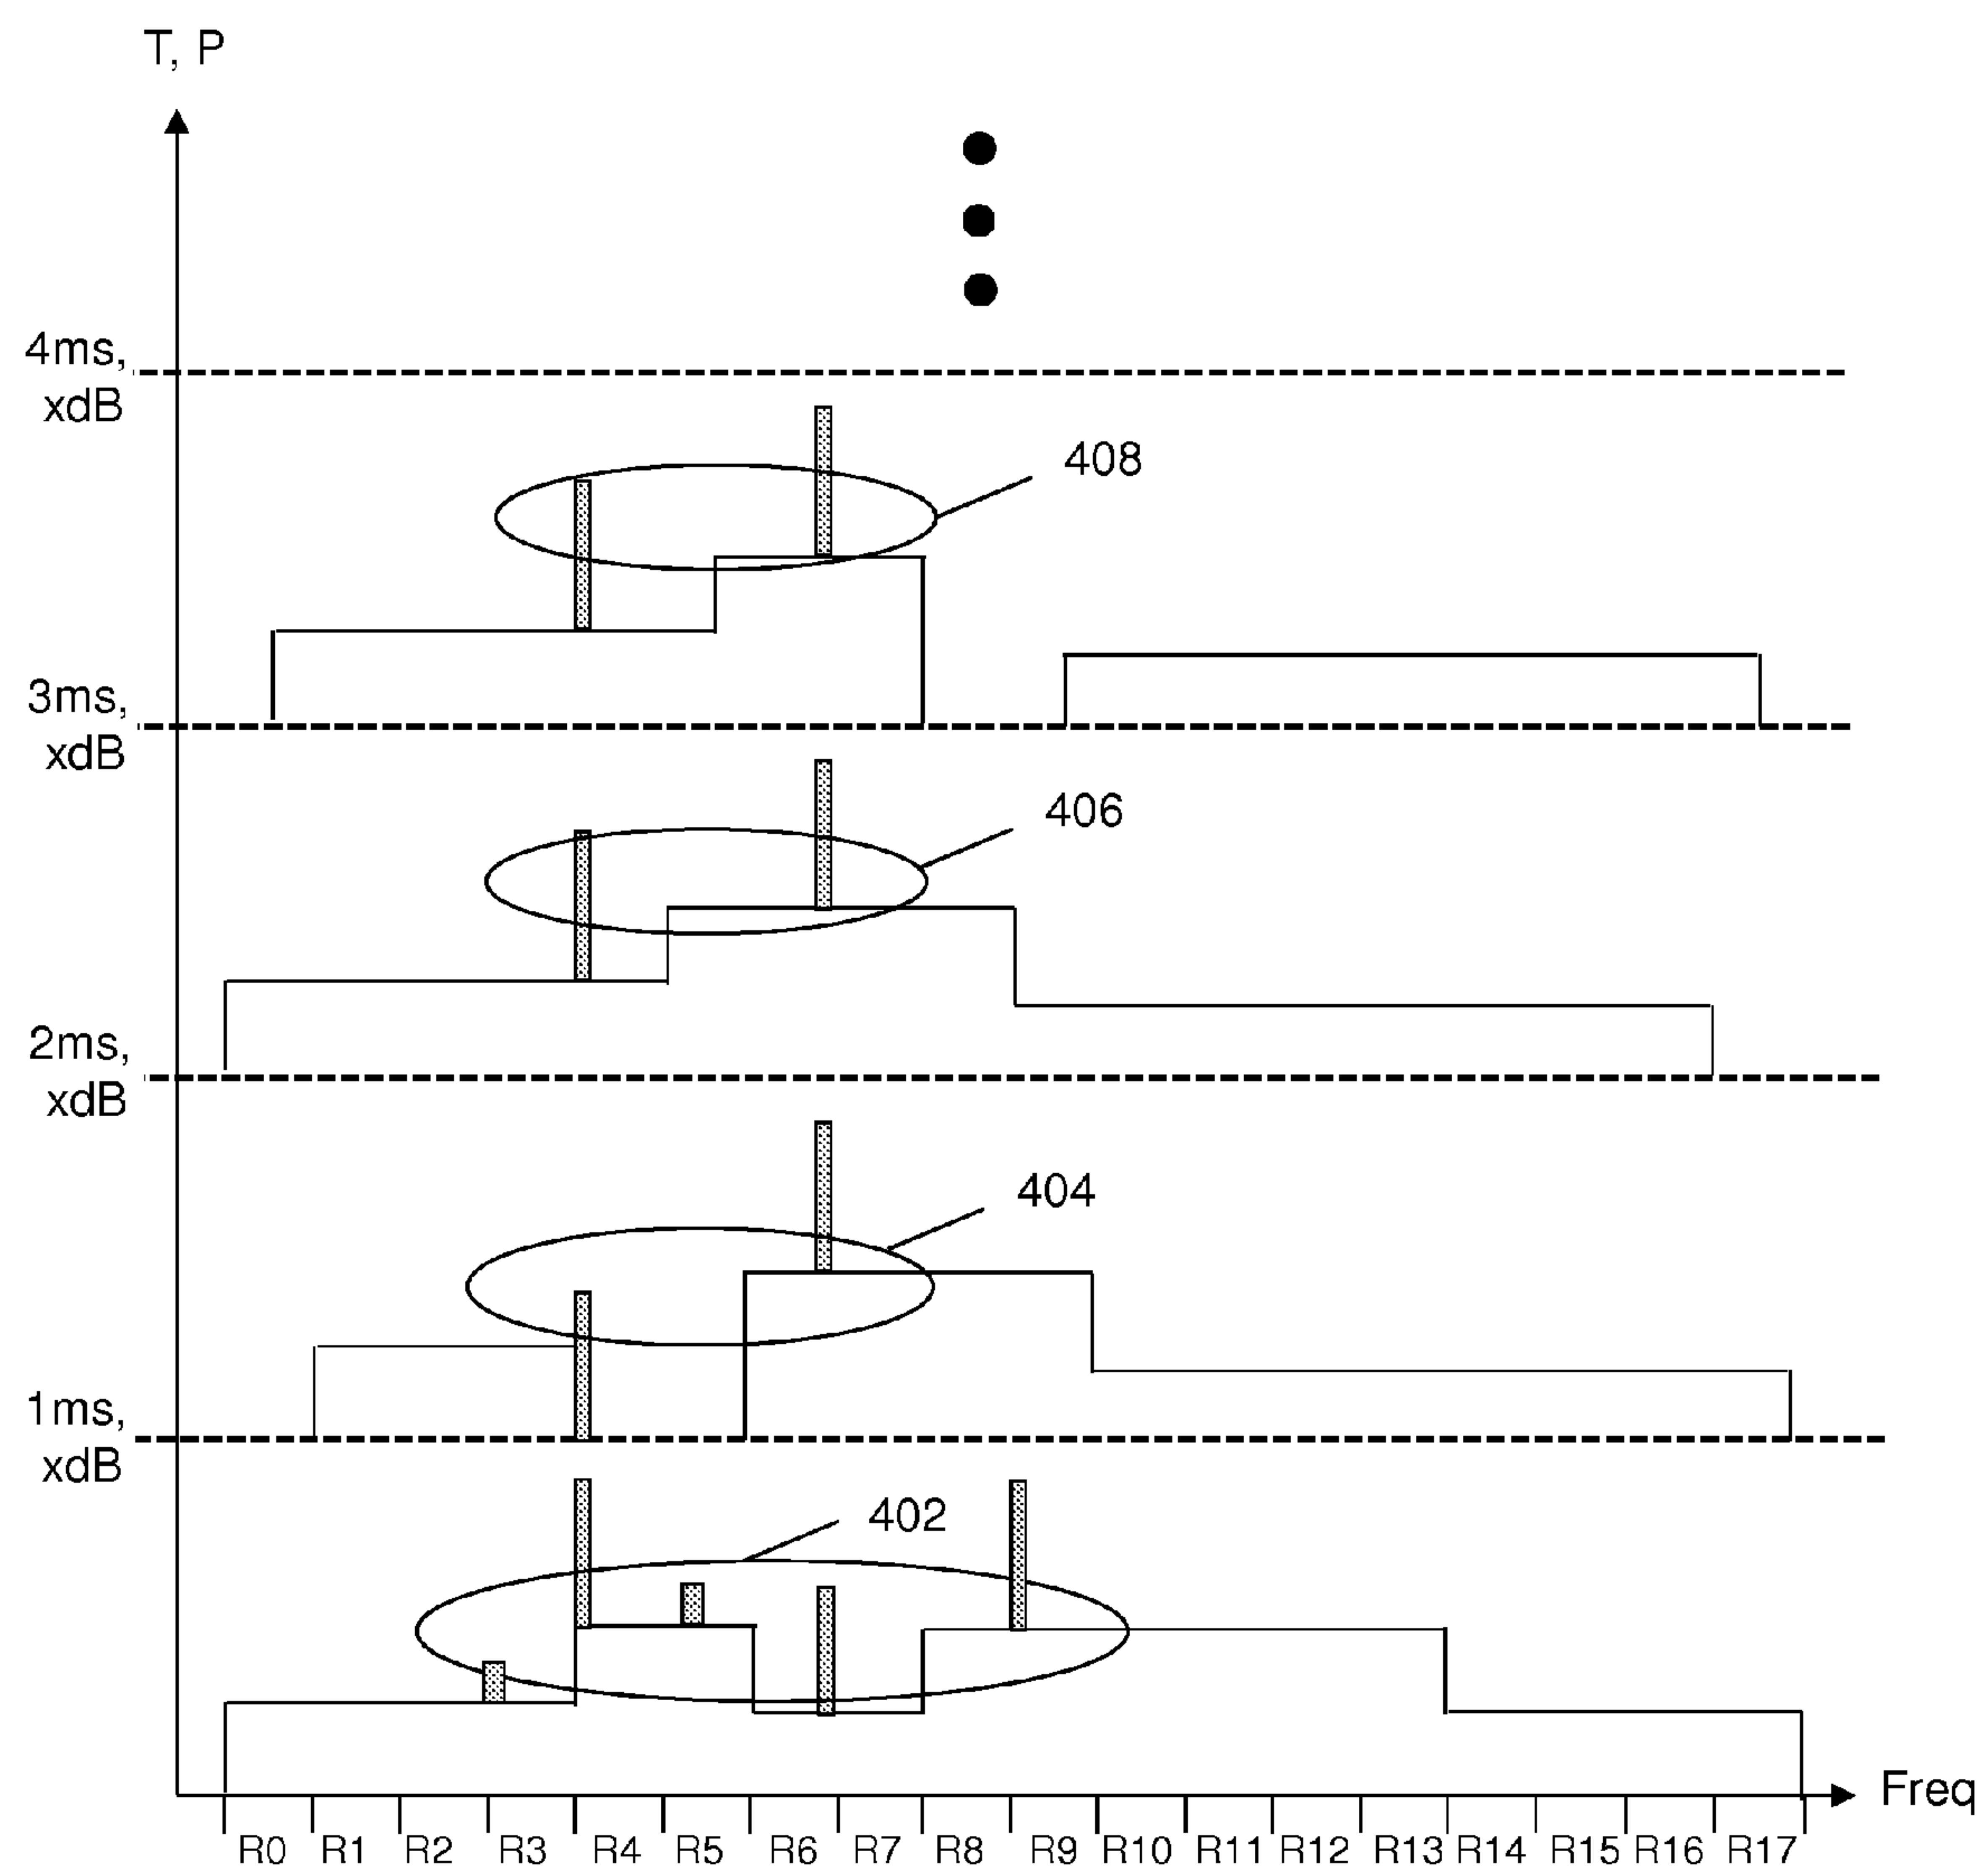 T, P
4ms,
xdB
408
3ms,
xdB
406
2ms,
xdB
404
1ms,
xdB
402
Freq
R0 R1 R2 R3 R4 R5 R6 R7 R8 R9 R10 R11 R12 R13 R14 R15 R16 R17